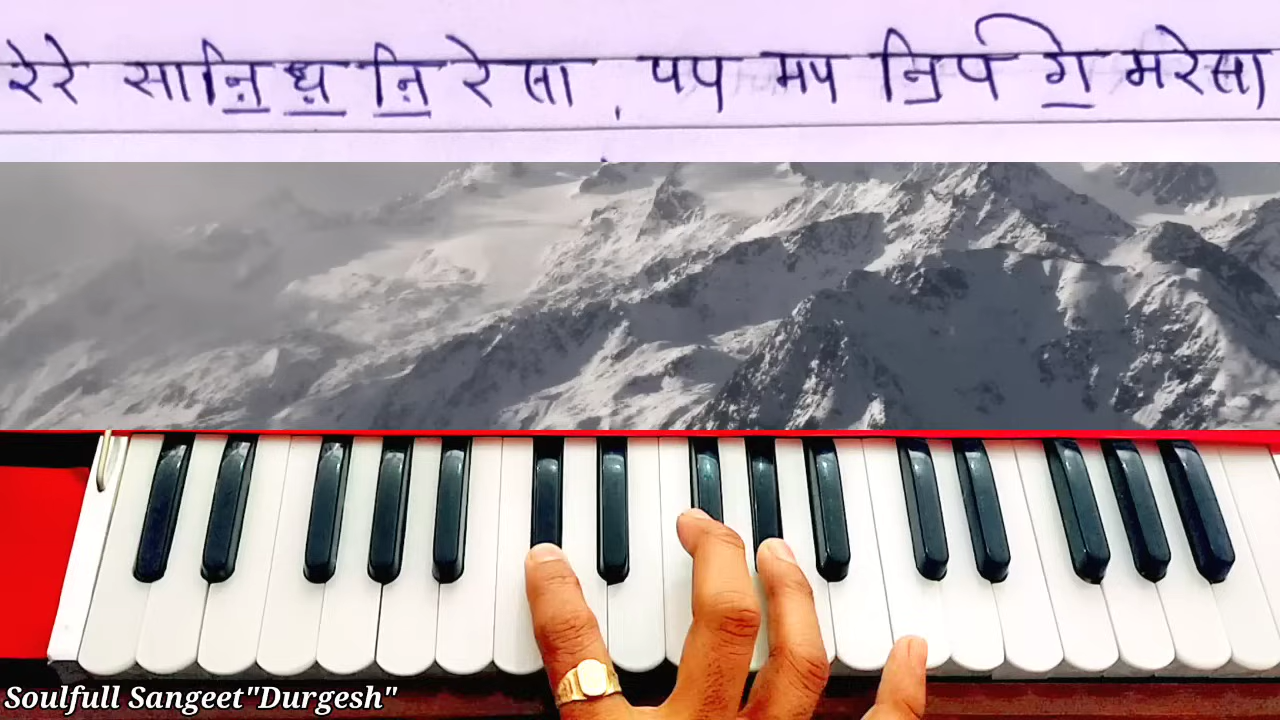 रेरे सानि॒ ध॒ नि॒ रे सा , पप मप नि॒प ग॒ मरेसा
Soulfull Sangeet"Durgesh"